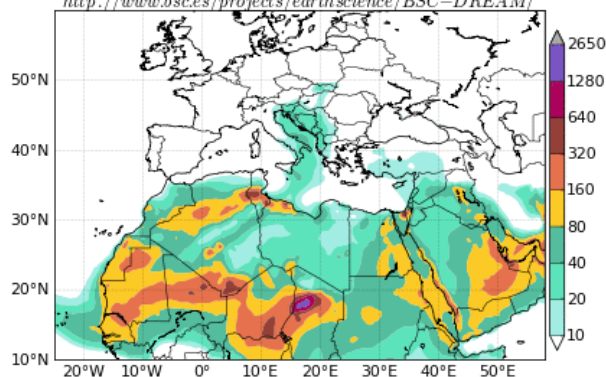 http://www.bsc.es/projects/earthscience/BSC−DREAM/
2650
50°N
1280
640
40°N
320
160
30°N
80
40
20°N
20
10
10°N
20°W 10°W 0° 10°E 20°E 30°E 40°E 50°E